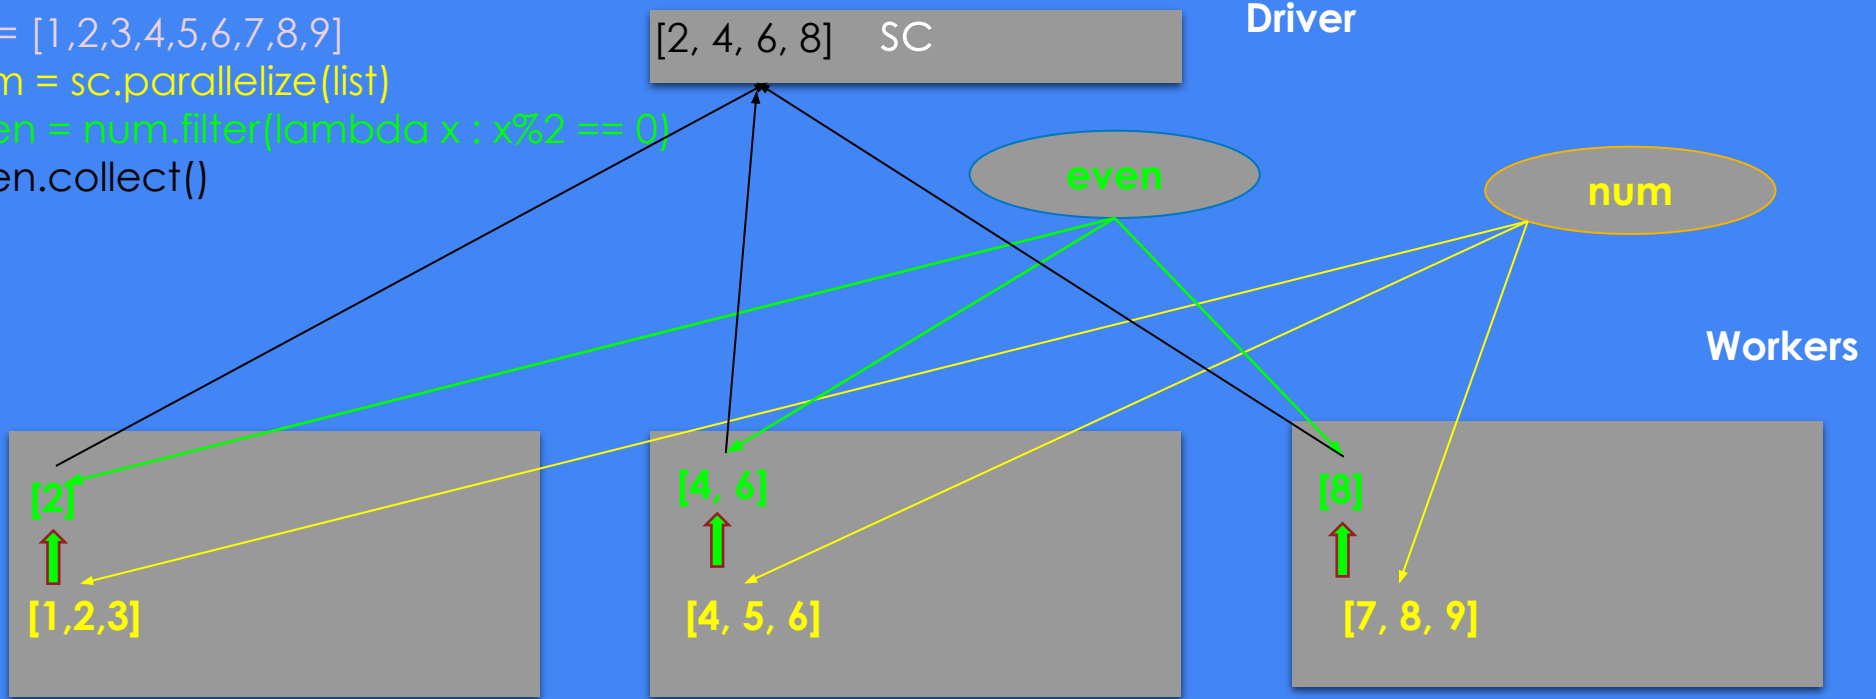 = [1,2,3,4,5,6,7,8,9]
m = sc.parallelize(list)
en = num.filter(lambda x : x%2 == 0)
en.collect()
[2, 4, 6, 8] SC
Driver
even
num
Workers
[2]
[4, 6]
[8]
[1,2,3]
[4, 5, 6]
[7, 8, 9]